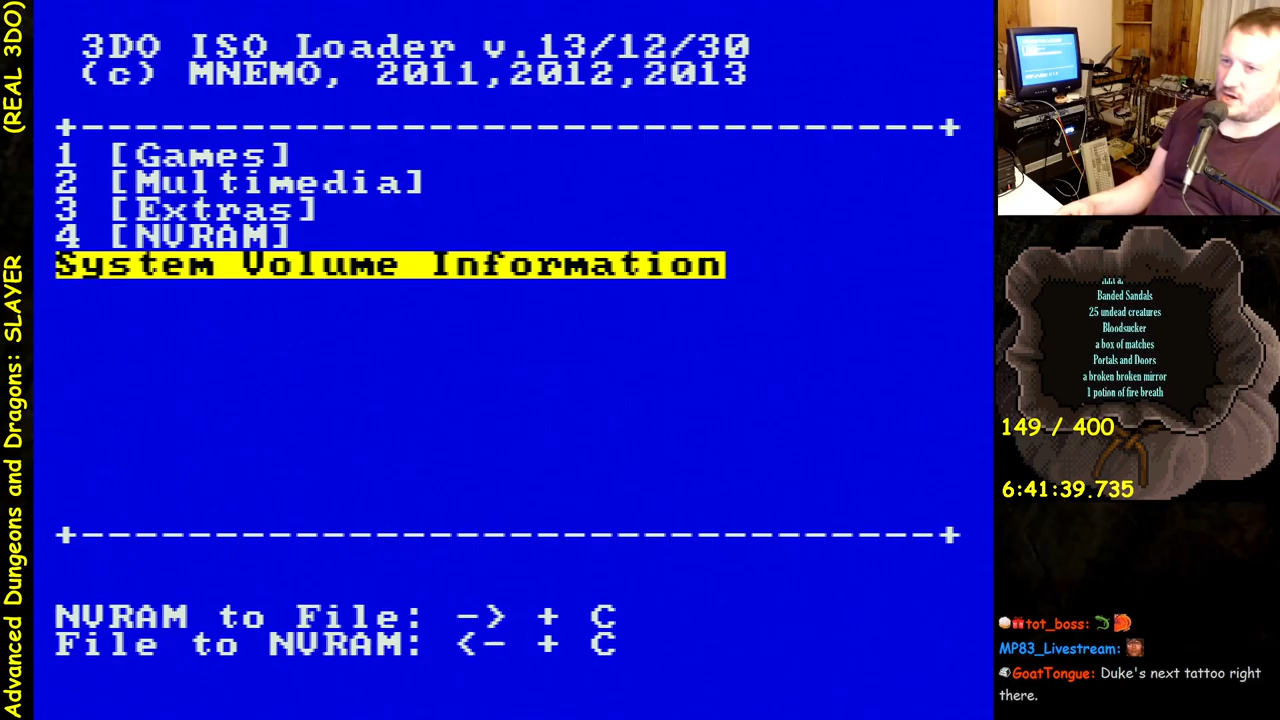 Advanced Dungeons and Dragons: SLAYER (REAL 3DO)
3DO ISO Loader v.13/12/30
(c) MNEMO, 2011,2012,2013
+--------------------------------+
1 [Games]
2 [Multimedia]
3 [Extras]
4 [NVRAM]
System Volume Information
+--------------------------------+
NVRAM to File: -> + C
File to NVRAM: <- + C
Banded Sandals
25 undead creatures
Bloodsucker
a box of matches
Portals and Doors
a broken broken mirror
1 potion of fire breath
149 / 400
6:41:39.735
tot_boss:
MP83_Livestream:
GoatTongue: Duke's next tattoo right
there.